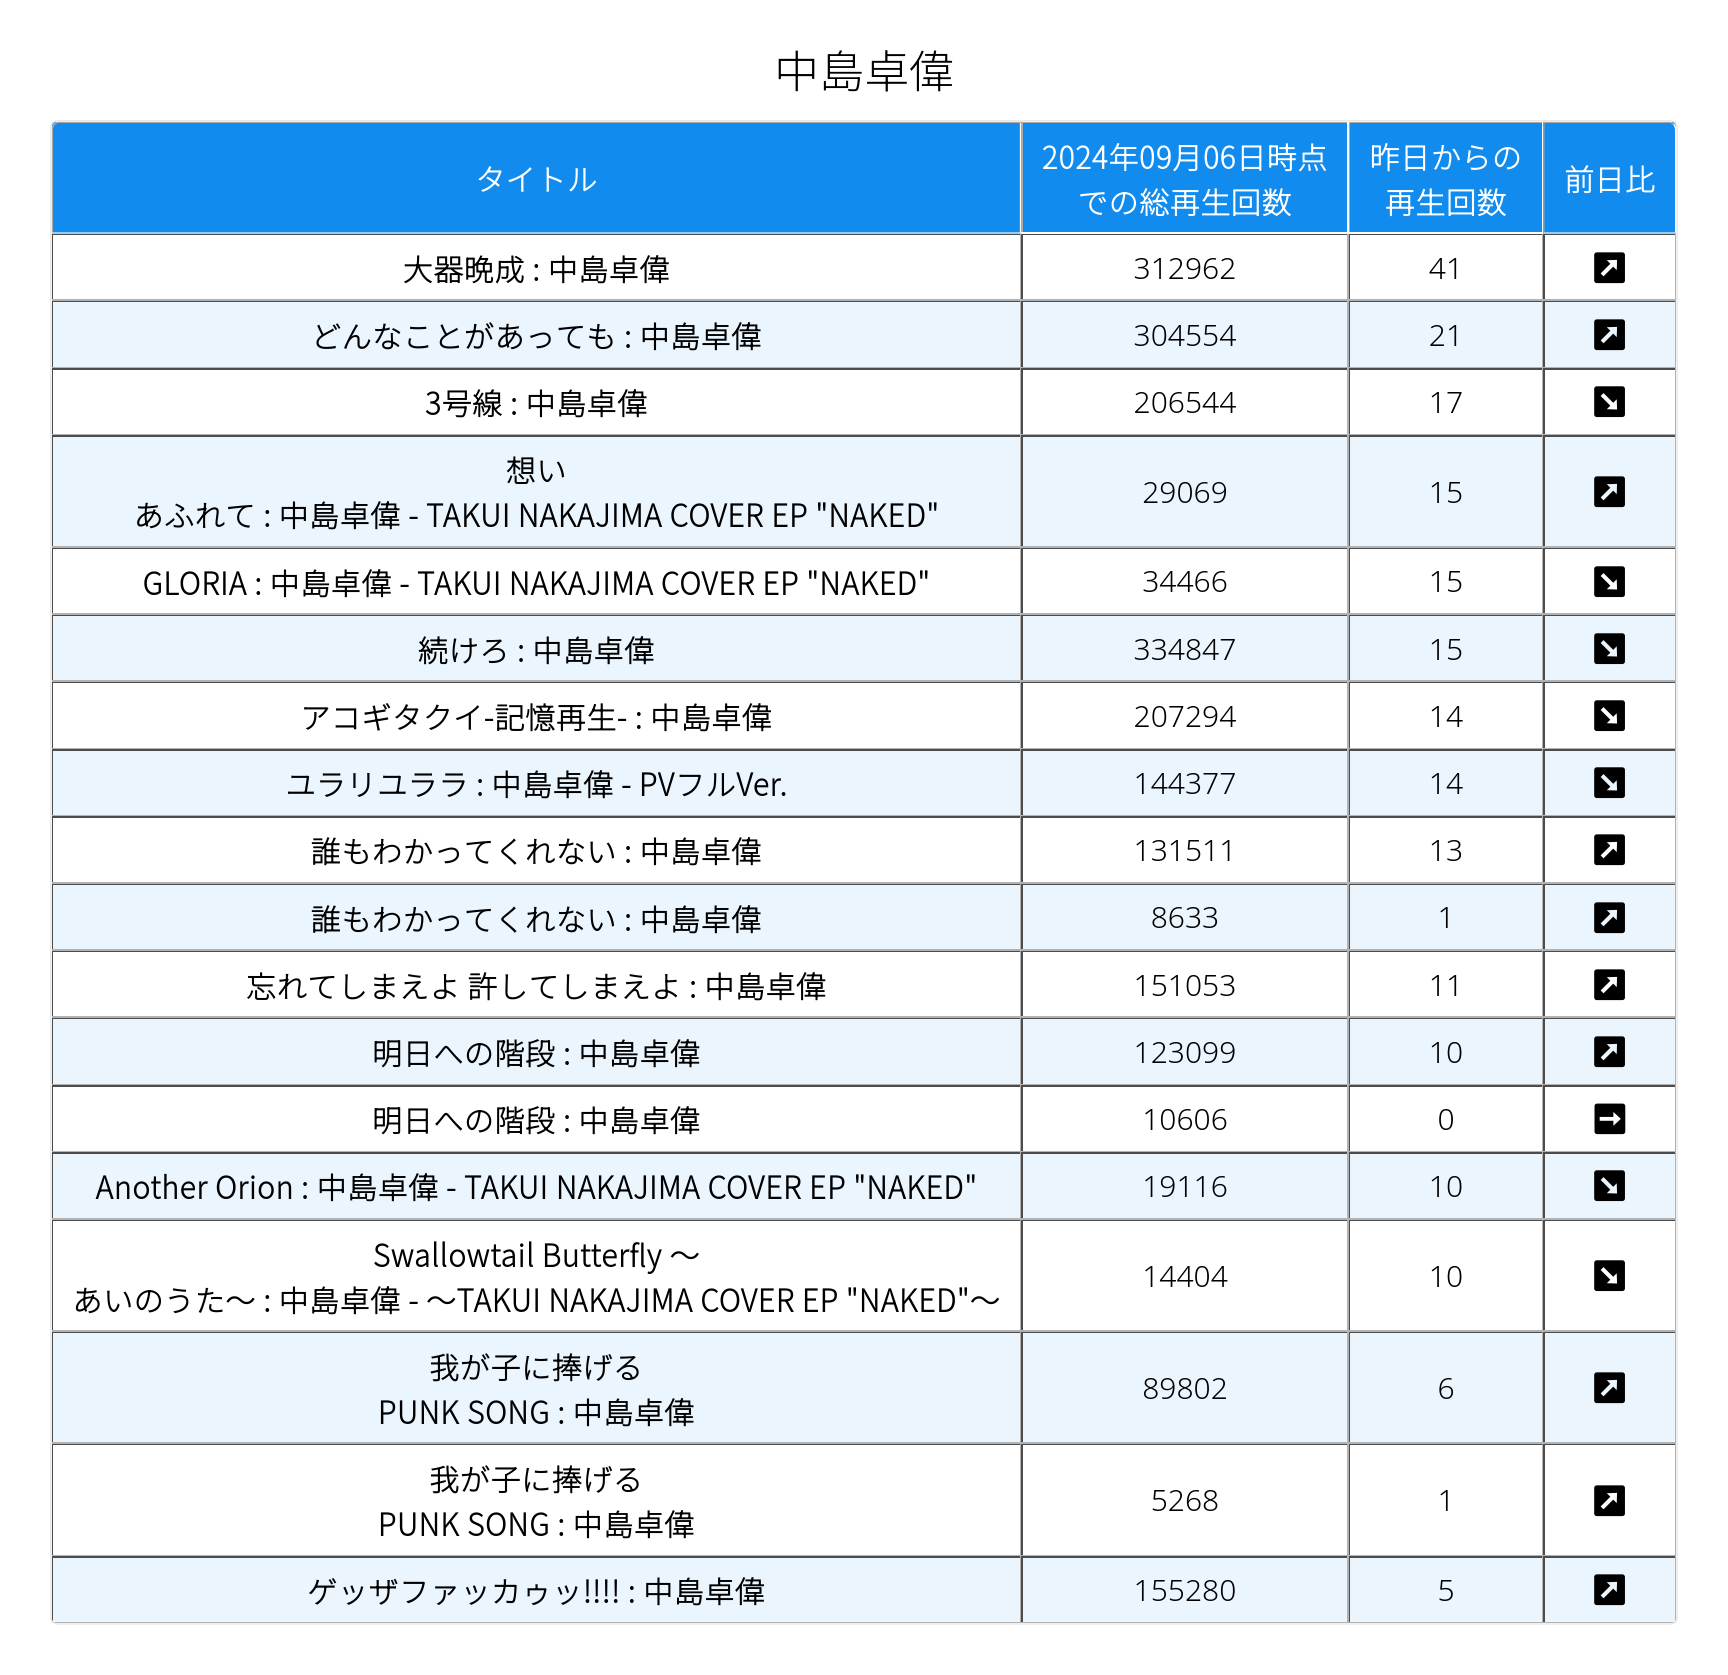 中島卓偉
タイトル
2024年09月06日時点
での総再生回数
昨日からの
再生回数
前日比
大器晩成 : 中島卓偉 312962 41 ↗
どんなことがあっても : 中島卓偉 304554 21 ↗
3号線 : 中島卓偉 206544 17 ↘
想い
あふれて : 中島卓偉 - TAKUI NAKAJIMA COVER EP "NAKED" 29069 15 ↗
GLORIA : 中島卓偉 - TAKUI NAKAJIMA COVER EP "NAKED" 34466 15 ↘
続けろ : 中島卓偉 334847 15 ↘
アコギタクイ-記憶再生- : 中島卓偉 207294 14 ↘
ユラリユララ : 中島卓偉 - PVフルVer. 144377 14 ↘
誰もわかってくれない : 中島卓偉 131511 13 ↗
誰もわかってくれない : 中島卓偉 8633 1 ↗
忘れてしまえよ 許してしまえよ : 中島卓偉 151053 11 ↗
明日への階段 : 中島卓偉 123099 10 ↗
明日への階段 : 中島卓偉 10606 0 →
Another Orion : 中島卓偉 - TAKUI NAKAJIMA COVER EP "NAKED" 19116 10 ↘
Swallowtail Butterfly ～
あいのうた～ : 中島卓偉 - ～TAKUI NAKAJIMA COVER EP "NAKED"～ 14404 10 ↘
我が子に捧げる
PUNK SONG : 中島卓偉 89802 6 ↗
我が子に捧げる
PUNK SONG : 中島卓偉 5268 1 ↗
ゲッザファッカゥッ!!!! : 中島卓偉 155280 5 ↗